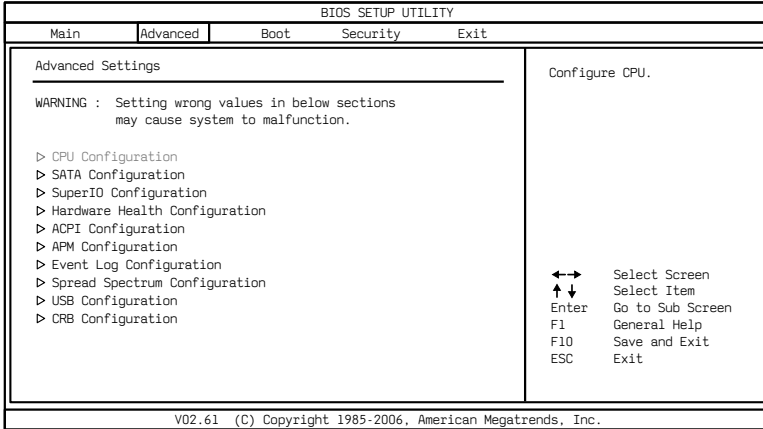 BIOS SETUP UTILITY
Main Advanced Boot Security Exit
Advanced Settings
WARNING : Setting wrong values in below sections
may cause system to malfunction.
CPU Configuration
SATA Configuration
SuperIO Configuration
Hardware Health Configuration
ACPI Configuration
APM Configuration
Event Log Configuration
Spread Spectrum Configuration
USB Configuration
CRB Configuration
Configure CPU.
Select Screen
Select Item
Enter Go to Sub Screen
F1 General Help
F10 Save and Exit
ESC Exit
V02.61 (C) Copyright 1985-2006, American Megatrends, Inc.